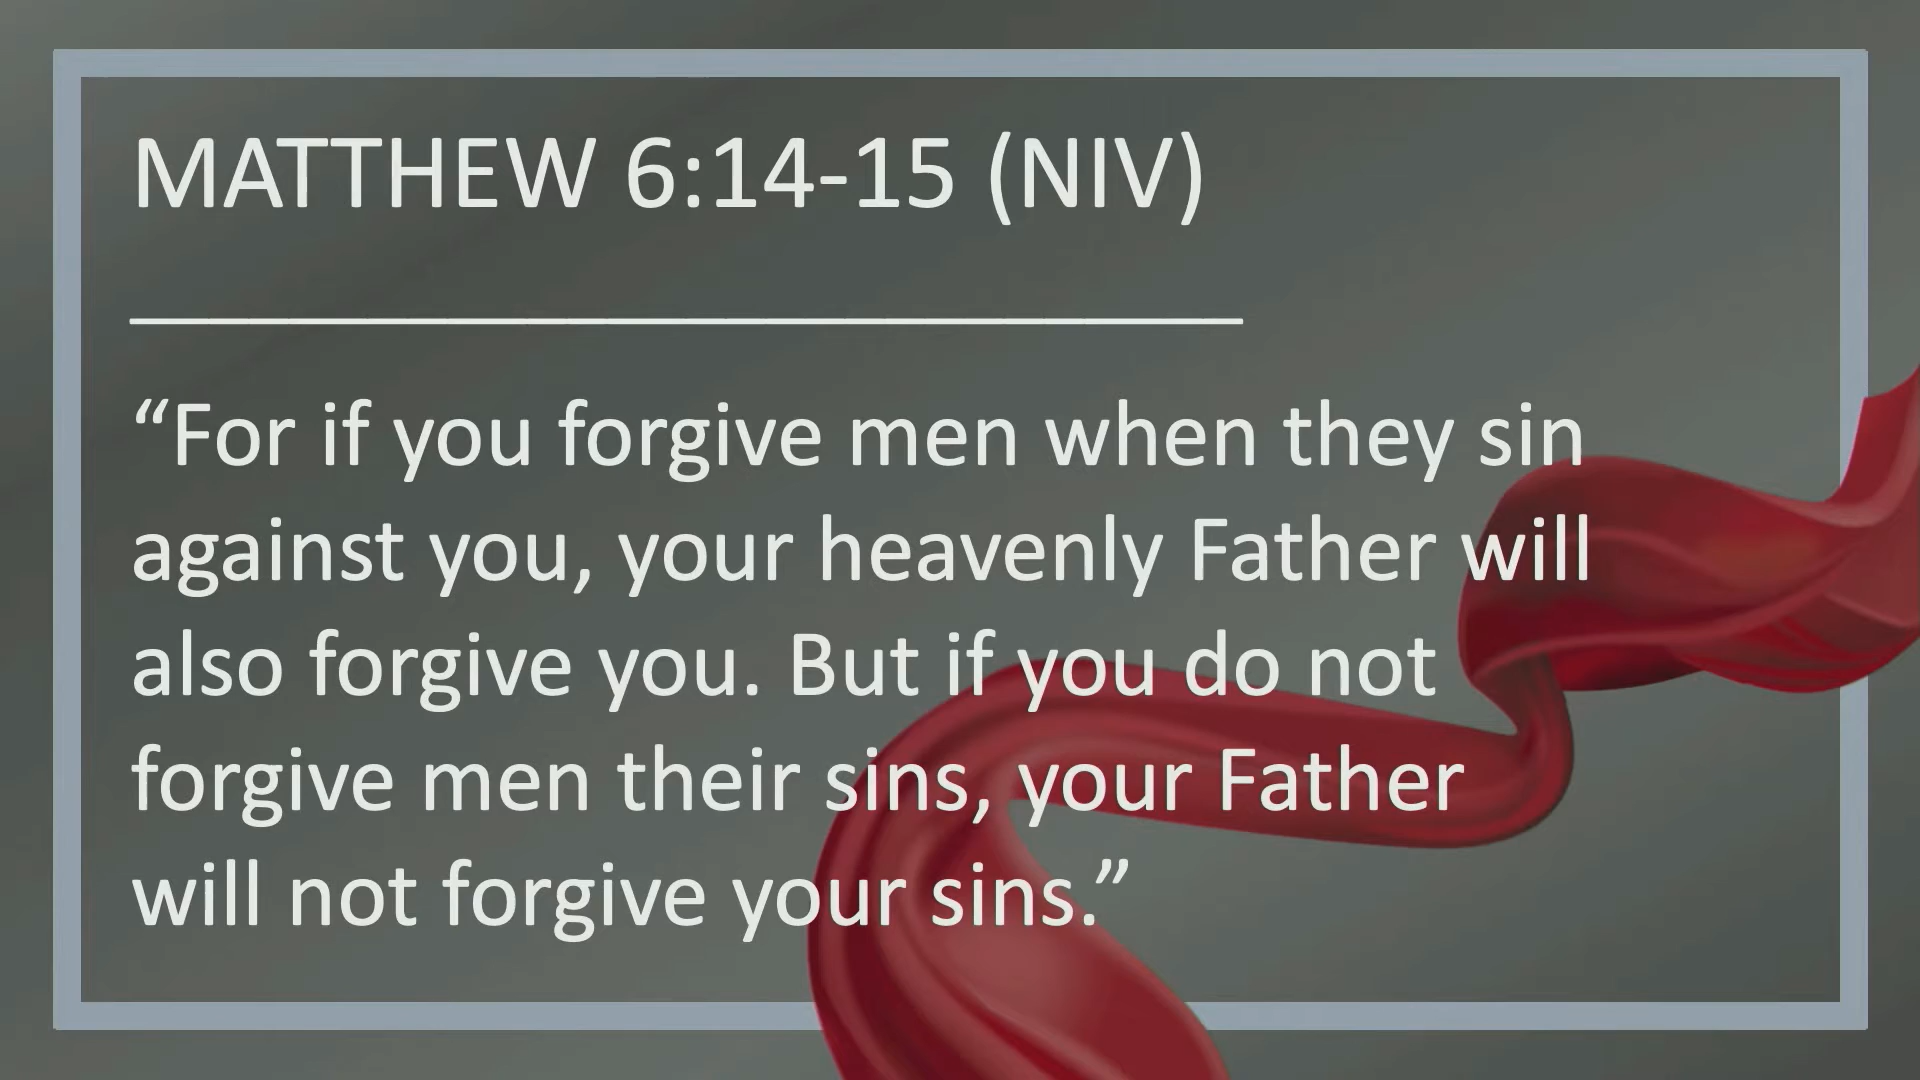 MATTHEW 6:14-15 (NIV)
“For if you forgive men when they sin
against you, your heavenly Father will
also forgive you. But if you do not
forgive men their sins, your Father
will not forgive your sins.”